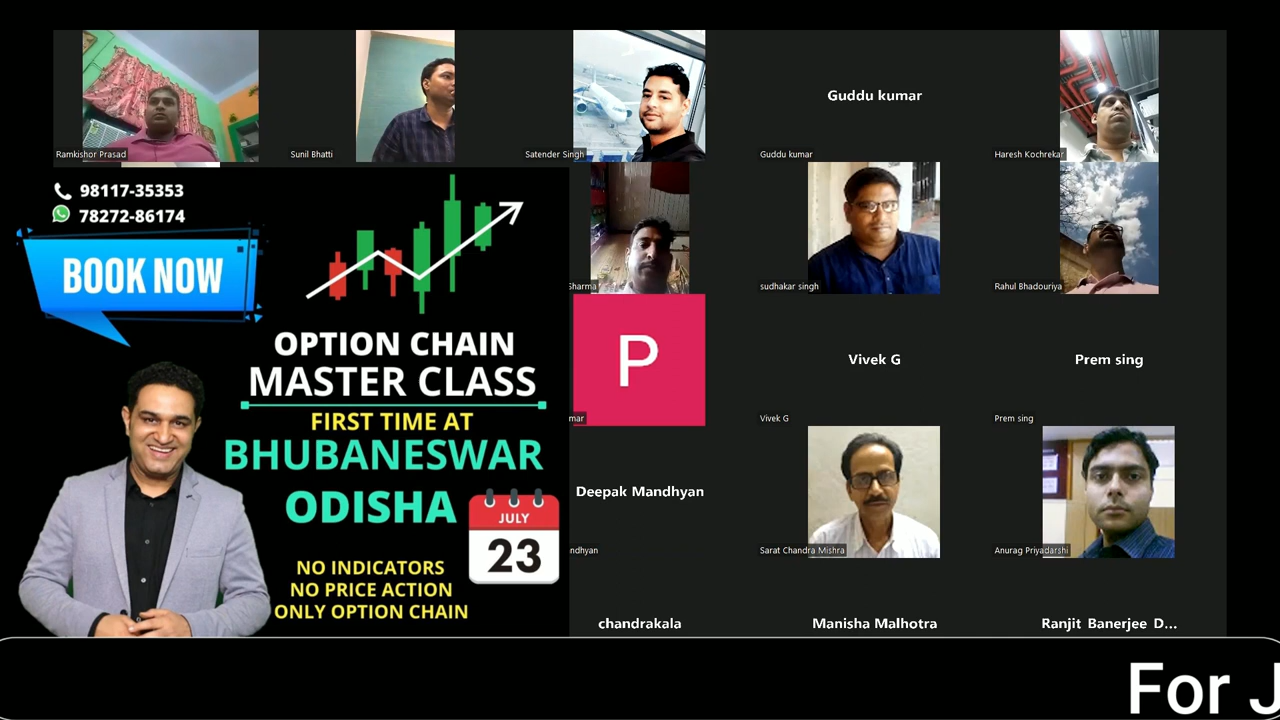 Ramkishor Prasad
Sunil Bhatti
Satender Singh
Guddu kumar
Guddu kumar
Haresh Kochrekar
98117-35353
78272-86174
BOOK NOW
OPTION CHAIN
MASTER CLASS
FIRST TIME AT
BHUBANESWAR
ODISHA
JULY
23
NO INDICATORS
NO PRICE ACTION
ONLY OPTION CHAIN
Sharma
sudhakar singh
Rahul Bhadouriya
P
mar
Vivek G
Vivek G
Prem sing
Prem sing
Deepak Mandhyan
ndhyan
Sarat Chandra Mishra
Anurag Priyadarshi
chandrakala
Manisha Malhotra
Ranjit Banerjee D...
For J